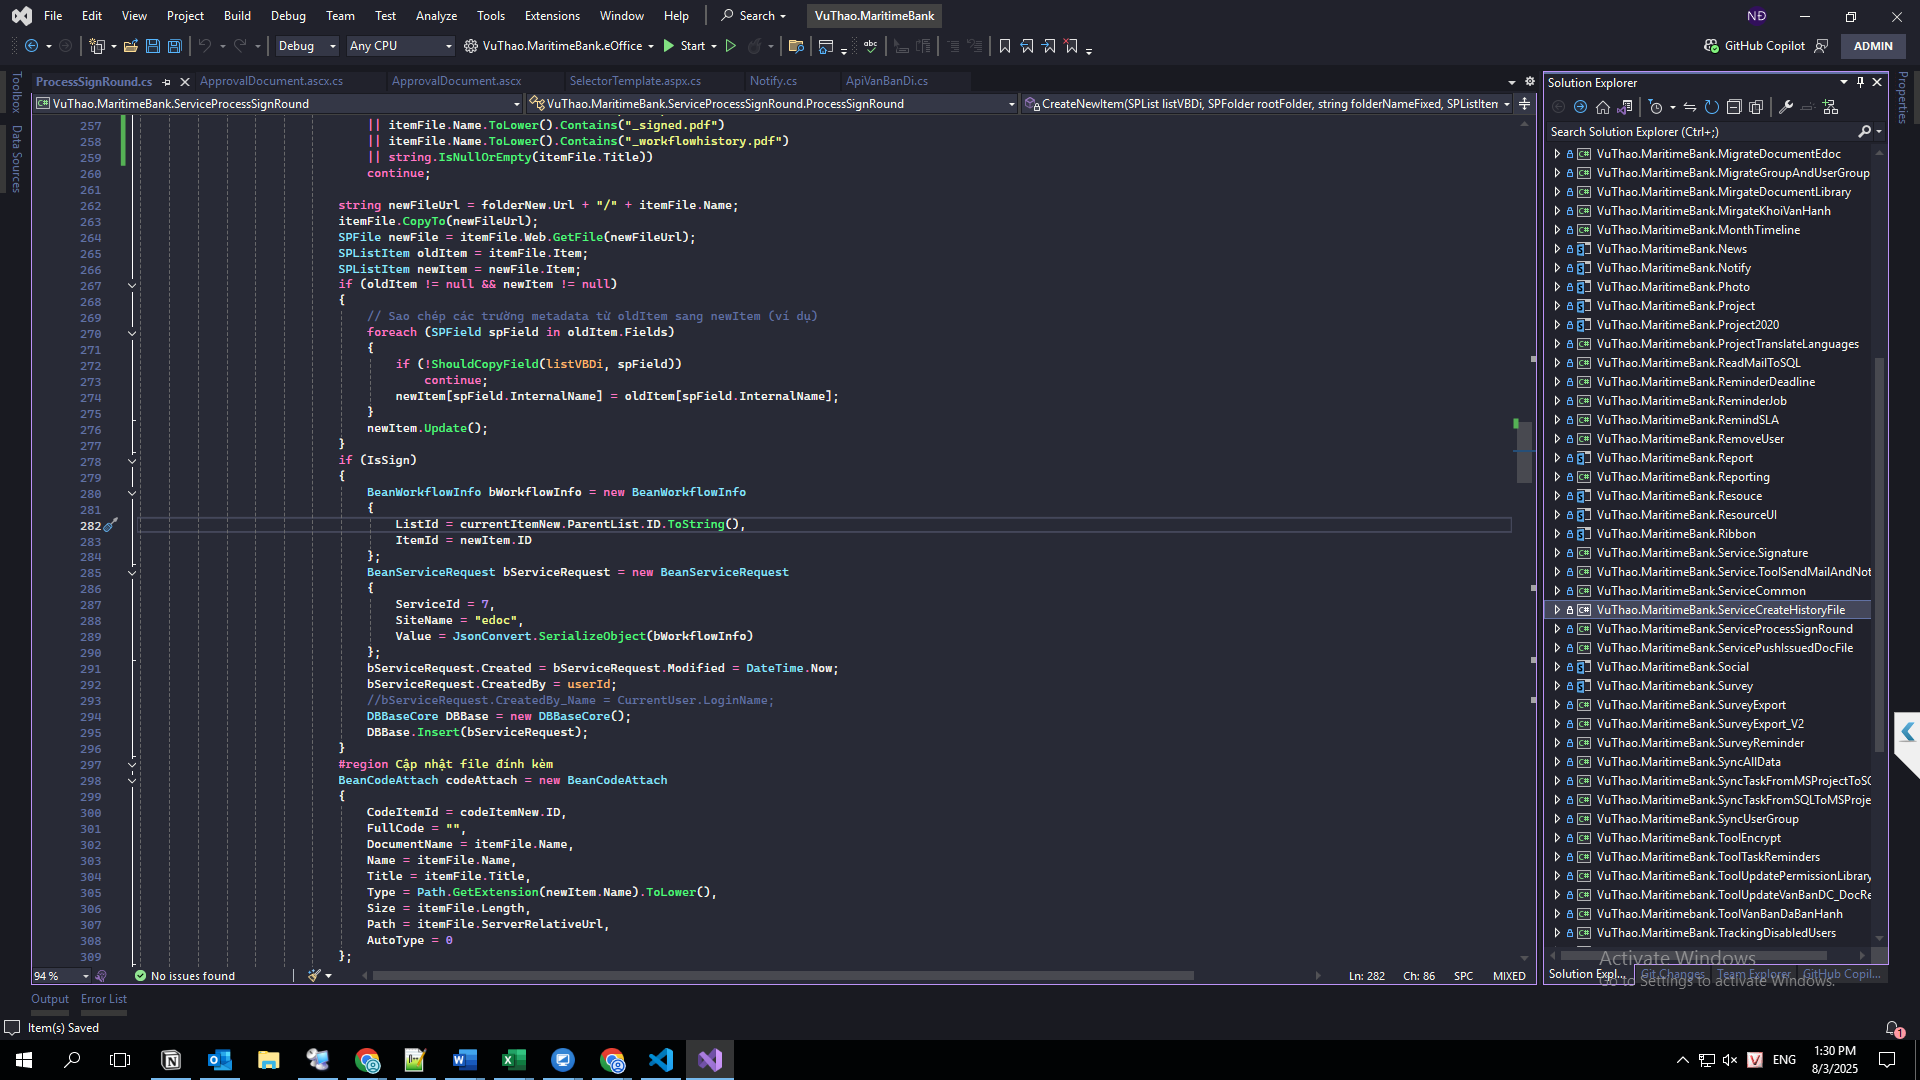 File Edit View Project Build Debug Team Test Analyze Tools Extensions Window Help Search VuThao.MaritimeBank NĐ
Debug Any CPU VuThao.MaritimeBank.eOffice Start GitHub Copilot ADMIN
Toolbox
Data Sources
ProcessSignRound.cs ApprovalDocument.ascx.cs ApprovalDocument.ascx SelectorTemplate.aspx.cs Notify.cs ApiVanBanDi.cs
VuThao.MaritimeBank.ServiceProcessSignRound VuThao.MaritimeBank.ServiceProcessSignRound.ProcessSignRound CreateNewItem(SPList listVBDi, SPFolder rootFolder, string folderNameFixed, SPListItem
257 || itemFile.Name.ToLower().Contains("_signed.pdf")
258 || itemFile.Name.ToLower().Contains("_workflowhistory.pdf")
259 || string.IsNullOrEmpty(itemFile.Title))
260 continue;
261
262 string newFileUrl = folderNew.Url + "/" + itemFile.Name;
263 itemFile.CopyTo(newFileUrl);
264 SPFile newFile = itemFile.Web.GetFile(newFileUrl);
265 SPListItem oldItem = itemFile.Item;
266 SPListItem newItem = newFile.Item;
267 if (oldItem != null && newItem != null)
268 {
269 // Sao chép các trường metadata từ oldItem sang newItem (ví dụ)
270 foreach (SPField spField in oldItem.Fields)
271 {
272 if (!ShouldCopyField(listVBDi, spField))
273 continue;
274 newItem[spField.InternalName] = oldItem[spField.InternalName];
275 }
276 newItem.Update();
277 }
278 if (IsSign)
279 {
280 BeanWorkflowInfo bWorkflowInfo = new BeanWorkflowInfo
281 {
282 ListId = currentItemNew.ParentList.ID.ToString(),
283 ItemId = newItem.ID
284 };
285 BeanServiceRequest bServiceRequest = new BeanServiceRequest
286 {
287 ServiceId = 7,
288 SiteName = "edoc",
289 Value = JsonConvert.SerializeObject(bWorkflowInfo)
290 };
291 bServiceRequest.Created = bServiceRequest.Modified = DateTime.Now;
292 bServiceRequest.CreatedBy = userId;
293 //bServiceRequest.CreatedBy_Name = CurrentUser.LoginName;
294 DBBaseCore DBBase = new DBBaseCore();
295 DBBase.Insert(bServiceRequest);
296 }
297 #region Cập nhật file đính kèm
298 BeanCodeAttach codeAttach = new BeanCodeAttach
299 {
300 CodeItemId = codeItemNew.ID,
301 FullCode = "",
302 DocumentName = itemFile.Name,
303 Name = itemFile.Name,
304 Title = itemFile.Title,
305 Type = Path.GetExtension(newItem.Name).ToLower(),
306 Size = itemFile.Length,
307 Path = itemFile.ServerRelativeUrl,
308 AutoType = 0
309 };
94 % No issues found Ln: 282 Ch: 86 SPC MIXED
Solution Explorer
Search Solution Explorer (Ctrl+;)
VuThao.MaritimeBank.MigrateDocumentEdoc
VuThao.MaritimeBank.MigrateGroupAndUserGroup
VuThao.MaritimeBank.MirgateDocumentLibrary
VuThao.MaritimeBank.MirgateKhoiVanHanh
VuThao.MaritimeBank.MonthTimeline
VuThao.MaritimeBank.News
VuThao.MaritimeBank.Notify
VuThao.MaritimeBank.Photo
VuThao.MaritimeBank.Project
VuThao.MaritimeBank.Project2020
VuThao.MaritimeBank.ProjectTranslateLanguages
VuThao.MaritimeBank.ReadMailToSQL
VuThao.MaritimeBank.ReminderDeadline
VuThao.MaritimeBank.ReminderJob
VuThao.MaritimeBank.RemindSLA
VuThao.MaritimeBank.RemoveUser
VuThao.MaritimeBank.Report
VuThao.MaritimeBank.Reporting
VuThao.MaritimeBank.Resouce
VuThao.MaritimeBank.ResourceUI
VuThao.MaritimeBank.Ribbon
VuThao.MaritimeBank.Service.Signature
VuThao.MaritimeBank.Service.ToolSendMailAndNot
VuThao.MaritimeBank.ServiceCommon
VuThao.MaritimeBank.ServiceCreateHistoryFile
VuThao.MaritimeBank.ServiceProcessSignRound
VuThao.MaritimeBank.ServicePushIssuedDocFile
VuThao.MaritimeBank.Social
VuThao.MaritimeBank.Survey
VuThao.MaritimeBank.SurveyExport
VuThao.MaritimeBank.SurveyExport_V2
VuThao.MaritimeBank.SurveyReminder
VuThao.MaritimeBank.SyncAllData
VuThao.MaritimeBank.SyncTaskFromMSProjectToSQ
VuThao.MaritimeBank.SyncTaskFromSQLToMSProje
VuThao.MaritimeBank.SyncUserGroup
VuThao.MaritimeBank.ToolEncrypt
VuThao.MaritimeBank.ToolTaskReminders
VuThao.MaritimeBank.ToolUpdatePermissionLibrary
VuThao.MaritimeBank.ToolUpdateVanBanDC_DocRe
VuThao.MaritimeBank.ToolVanBanDaBanHanh
VuThao.MaritimeBank.TrackingDisabledUsers
Solution Expl... Git Changes Team Explorer GitHub Copil...
Activate Windows
Go to Settings to activate Windows.
Properties
Output Error List
Item(s) Saved
1
ENG 1:30 PM
8/3/2025